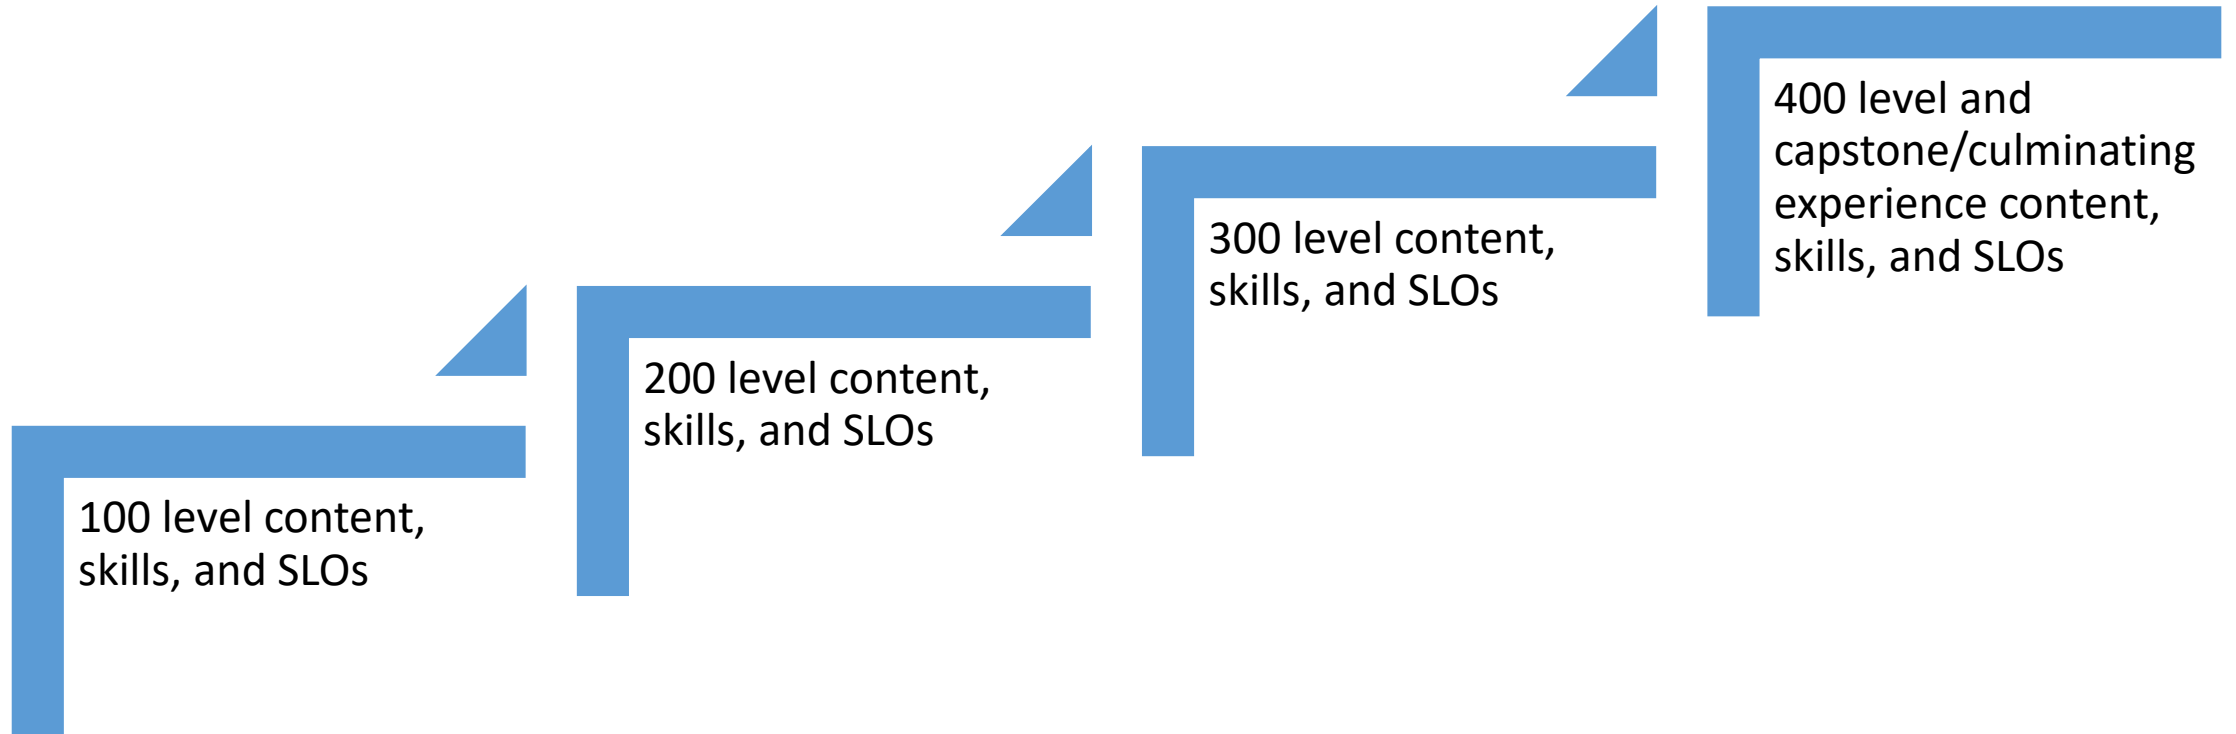 100 level content,
skills, and SLOs
200 level content,
skills, and SLOs
300 level content,
skills, and SLOs
400 level and
capstone/culminating
experience content,
skills, and SLOs